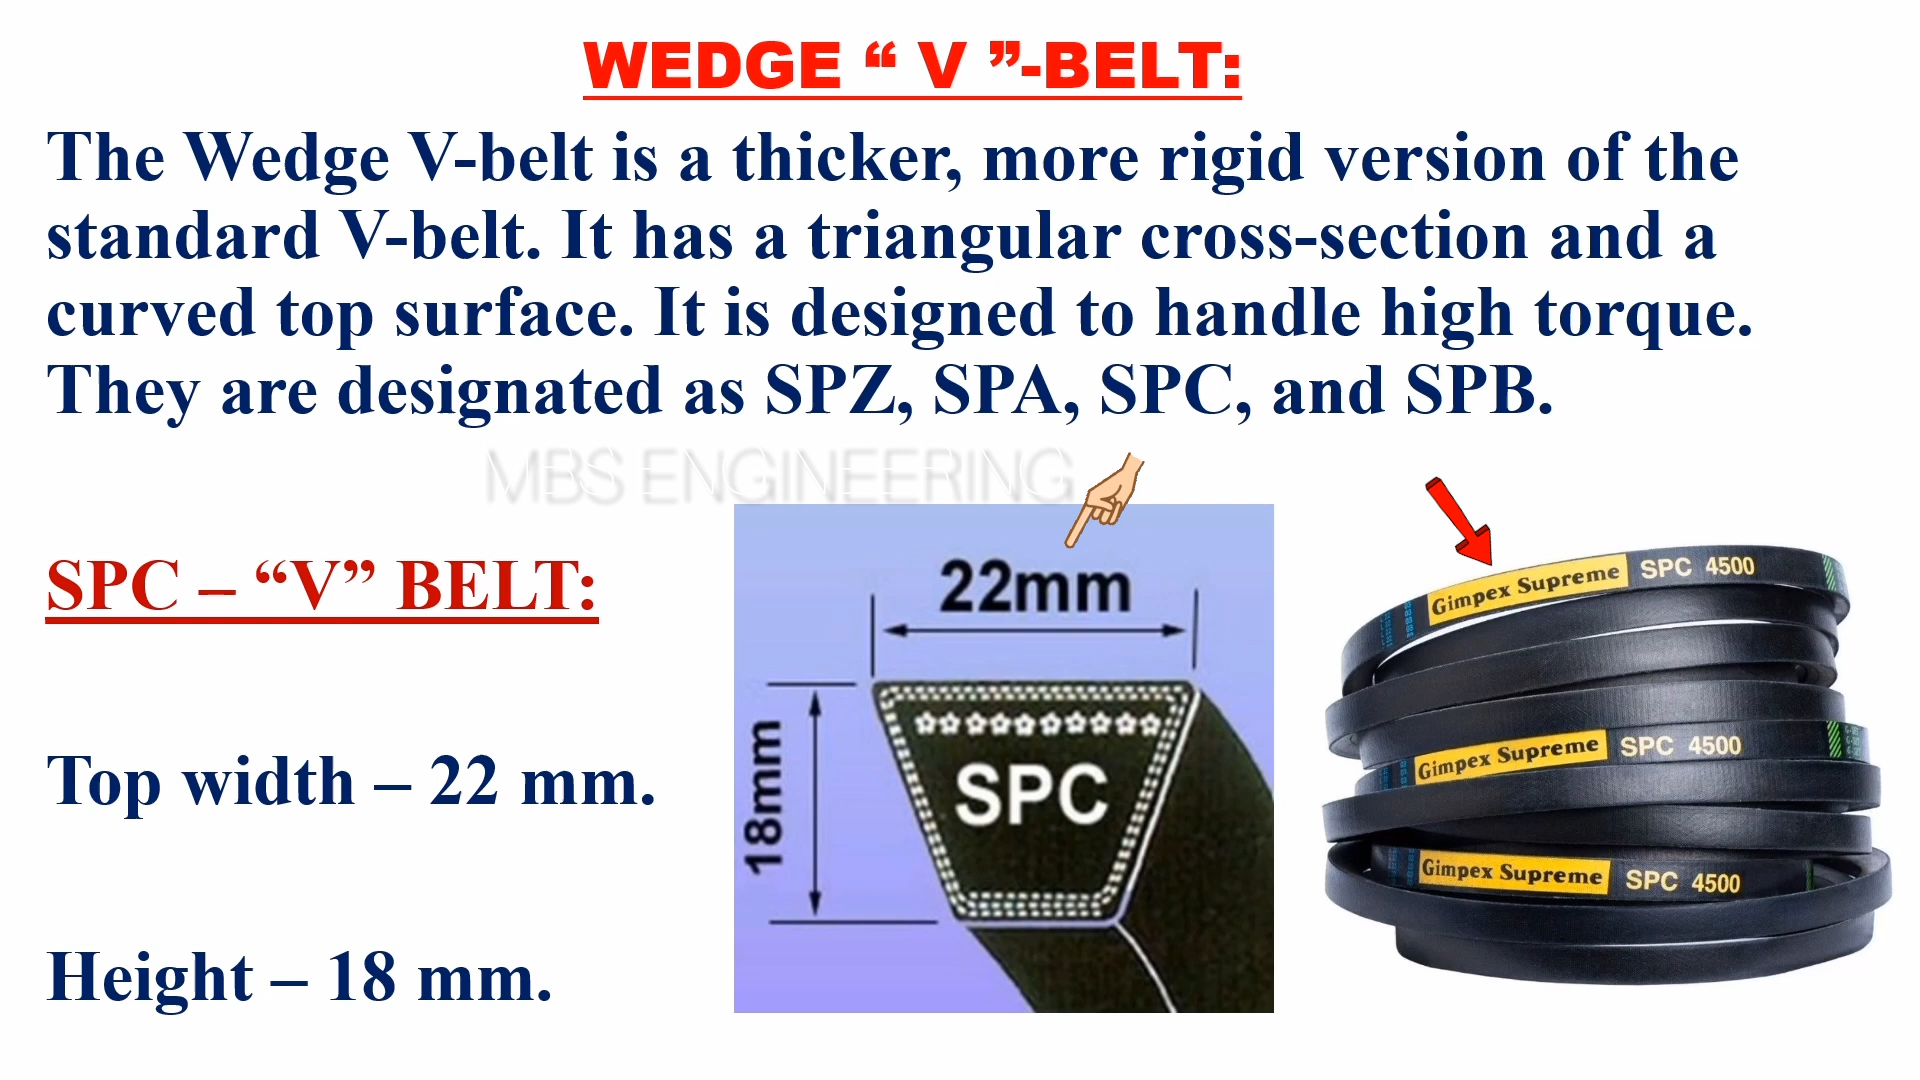 WEDGE “ V ”-BELT:
The Wedge V-belt is a thicker, more rigid version of the
standard V-belt. It has a triangular cross-section and a
curved top surface. It is designed to handle high torque.
They are designated as SPZ, SPA, SPC, and SPB.
MBS ENGINEERING
SPC – “V” BELT:
Top width – 22 mm.
Height – 18 mm.
22mm
18mm
SPC
Gimpex Supreme SPC 4500
Gimpex Supreme SPC 4500
Gimpex Supreme SPC 4500